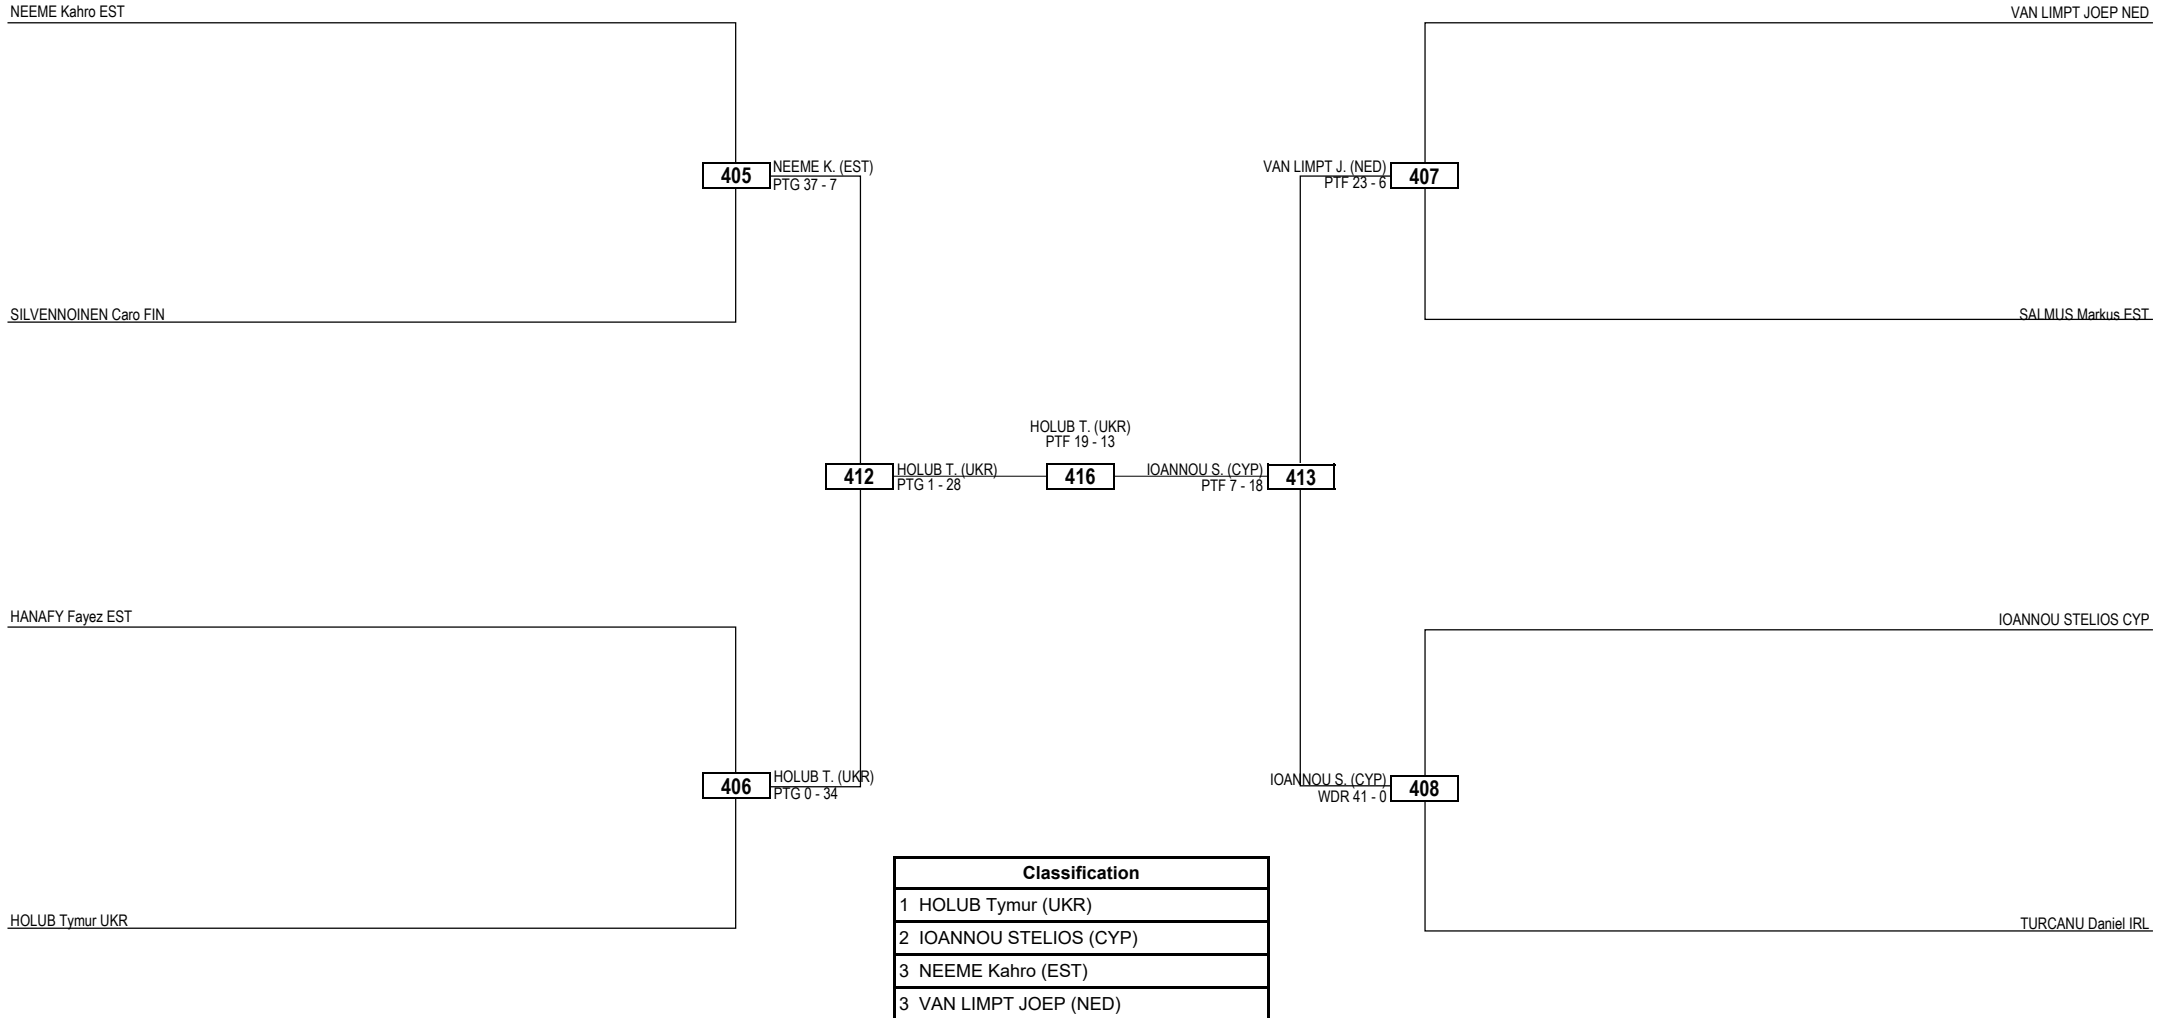 NEEME Kahro EST
VAN LIMPT JOEP NED
405
NEEME K. (EST)
PTG 37 - 7
VAN LIMPT J. (NED)
PTF 23 - 6
407
SILVENNOINEN Caro FIN
SALMUS Markus EST
HOLUB T. (UKR)
PTF 19 - 13
412
HOLUB T. (UKR)
PTG 1 - 28
416
IOANNOU S. (CYP)
PTF 7 - 18
413
HANAFY Fayez EST
IOANNOU STELIOS CYP
406
HOLUB T. (UKR)
PTG 0 - 34
IOANNOU S. (CYP)
WDR 41 - 0
408
HOLUB Tymur UKR
TURCANU Daniel IRL
Classification
1 HOLUB Tymur (UKR)
2 IOANNOU STELIOS (CYP)
3 NEEME Kahro (EST)
3 VAN LIMPT JOEP (NED)